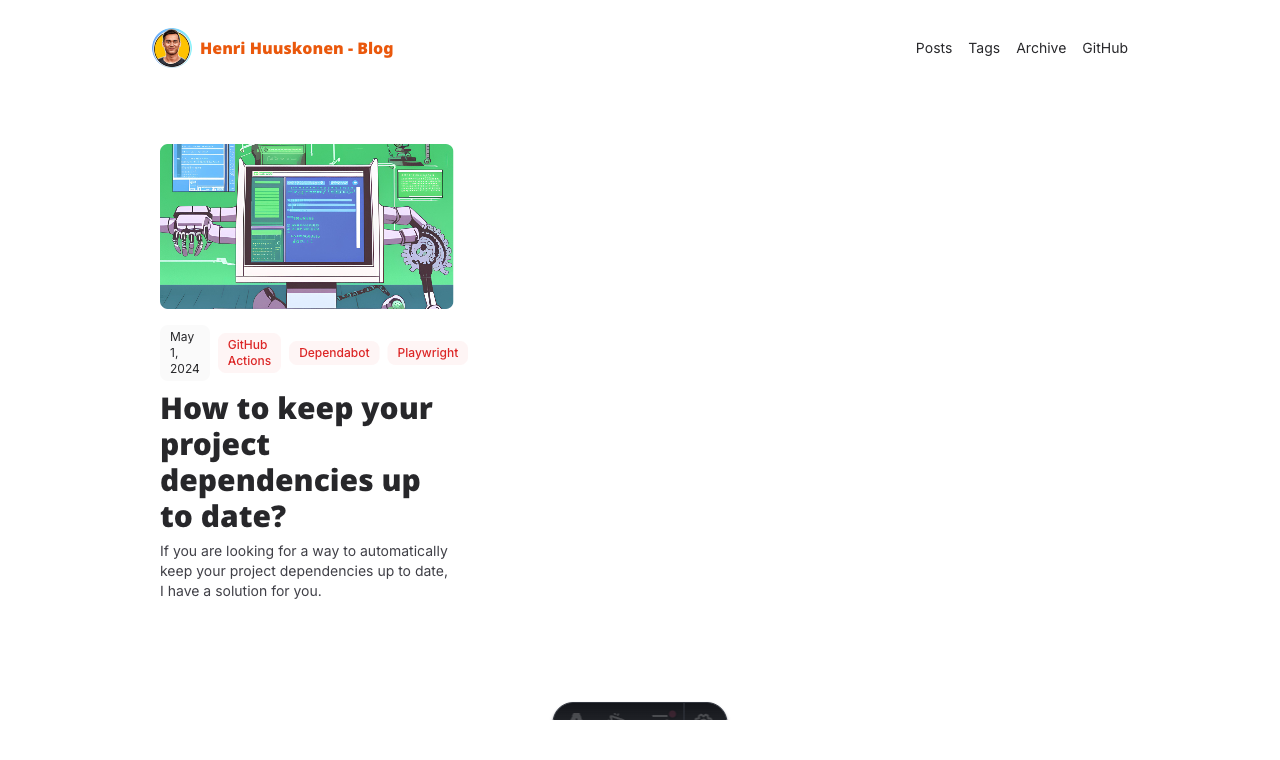 Henri Huuskonen - Blog
Posts Tags Archive GitHub
May
1,
2024
GitHub
Actions
Dependabot
Playwright
How to keep your
project
dependencies up
to date?
If you are looking for a way to automatically
keep your project dependencies up to date,
I have a solution for you.